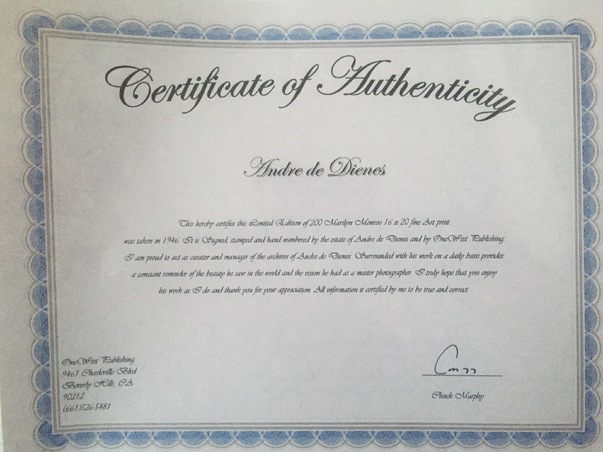 Certificate of Authenticity
Andre de Dienes
This hereby certifies this Limited Edition of 200 Marilyn Monroe 16 x 20 fine Art print
was taken in 1946. It is Signed, stamped and hand numbered by the estate of Andre de Dienes and by OneWest Publishing.
I am proud to act as curator and manager of the archives of Andre de Dienes. Surrounded with his work on a daily basis provides
a constant reminder of the beauty he saw in the world and the vison he had as a master photographer. I truly hope that you enjoy
his work as I do and thank you for your appreciation. All information is certified by me to be true and correct.
OneWest Publishing
9461 Charleville Blvd
Beverly Hills, CA.
90212
(661)526-5481
Chuck Murphy